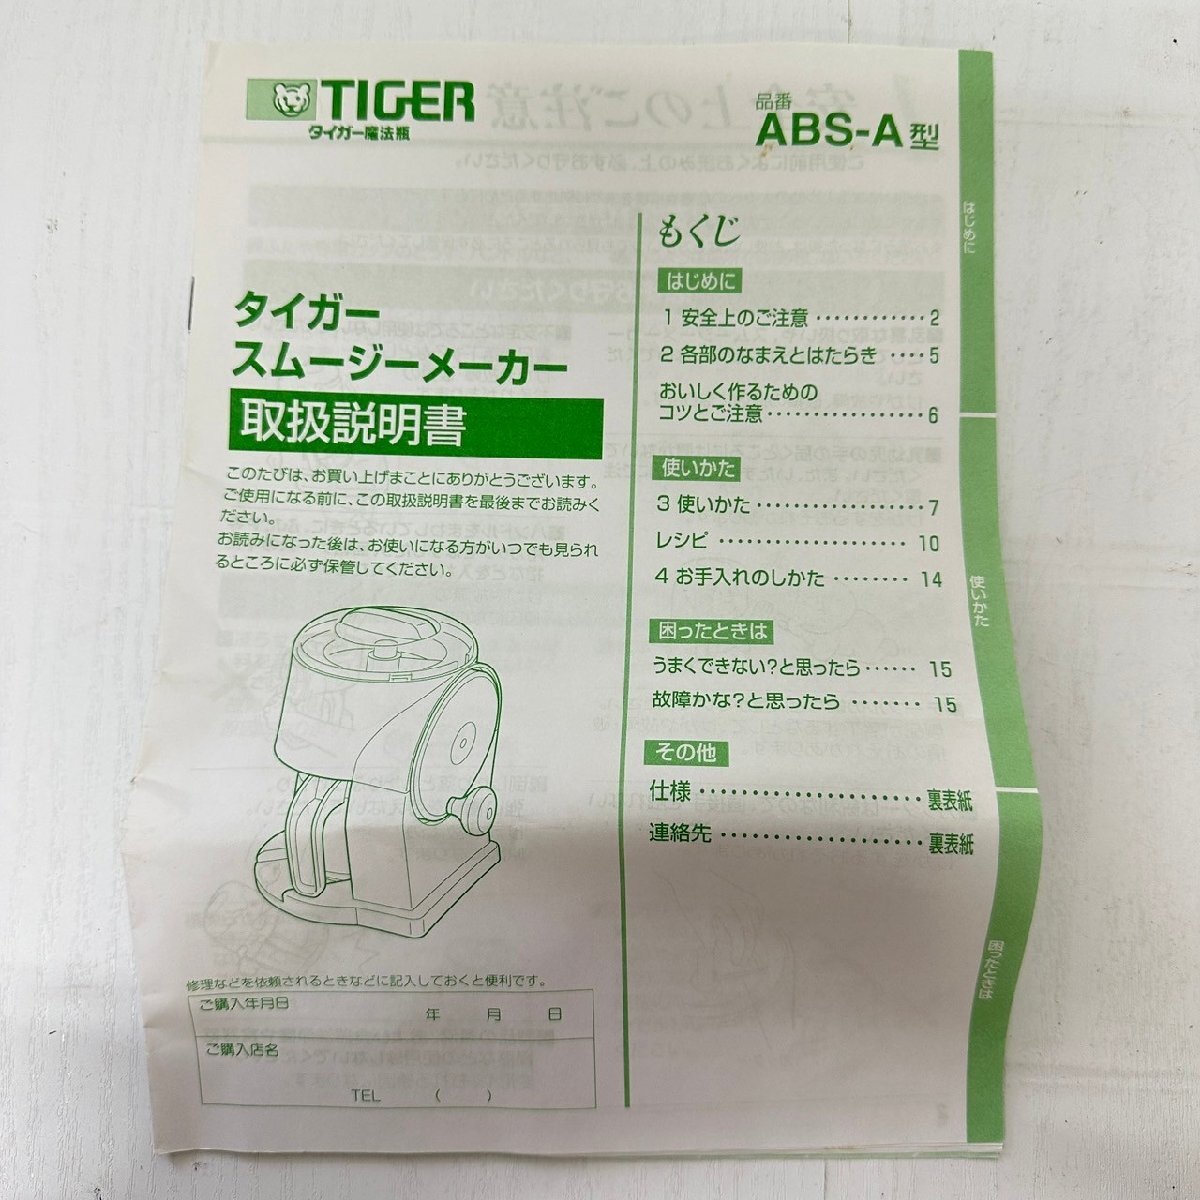 TIGER
タイガー魔法瓶
品番
ABS-A型
タイガー
スムージーメーカー
取扱説明書
このたびは、お買い上げまことにありがとうございます。
ご使用になる前に、この取扱説明書を最後までお読みく
ださい。
お読みになった後は、お使いになる方がいつでも見られ
るところに必ず保管してください。
修理などを依頼されるときなどに記入しておくと便利です。
ご購入年月日
年 月 日
ご購入店名
TEL ( )
もくじ
はじめに
1 安全上のご注意 ············ 2
2 各部のなまえとはたらき ···· 5
おいしく作るための
コツとご注意 ················ 6
使いかた
3 使いかた ·················· 7
レシピ ···················· 10
4 お手入れのしかた ········ 14
困ったときは
うまくできない?と思ったら ······ 15
故障かな?と思ったら ······· 15
その他
仕様 ······················ 裏表紙
連絡先 ···················· 裏表紙
はじめに
使いかた
困ったときは